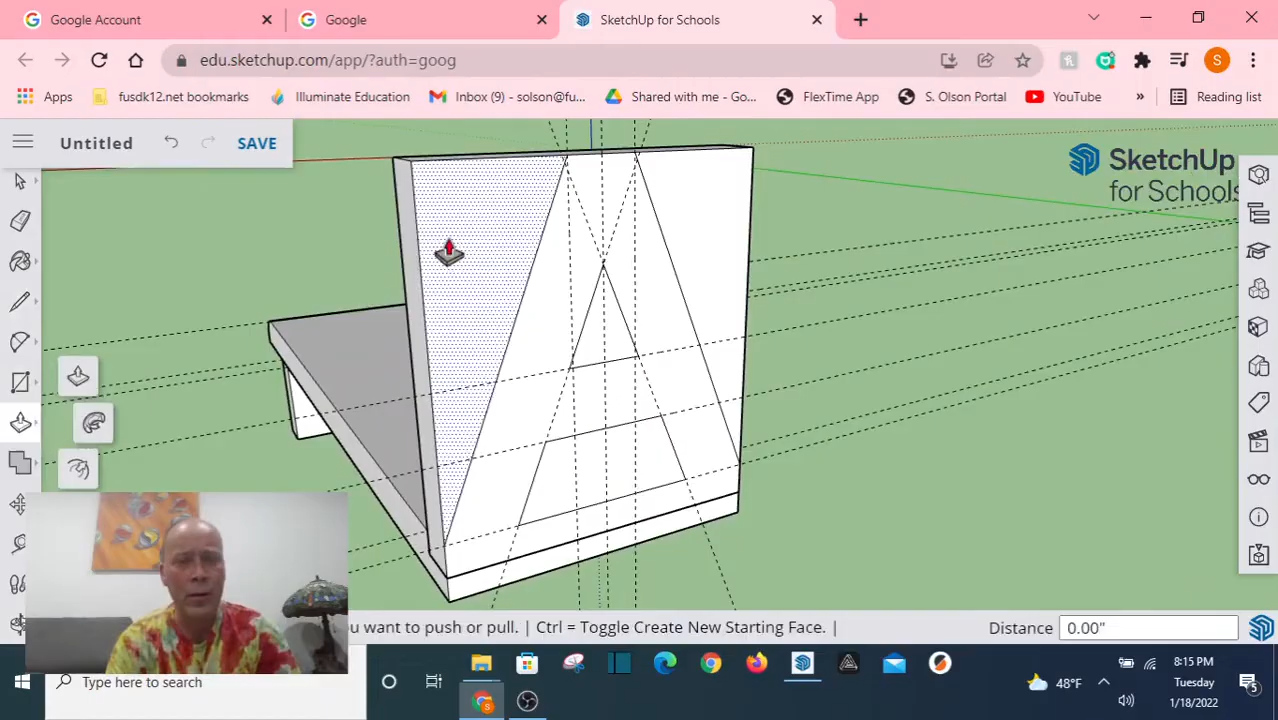 Google Account
Google
SketchUp for Schools
edu.sketchup.com/app/?auth=goog
Apps
fusdk12.net bookmarks
Illuminate Education
Inbox (9) - solson@fu...
Shared with me - Go...
FlexTime App
S. Olson Portal
YouTube
Reading list
Untitled
SAVE
SketchUp
for Schools
ou want to push or pull. | Ctrl = Toggle Create New Starting Face. |
Distance
0.00"
Type here to search
48°F
8:15 PM
Tuesday
1/18/2022
5